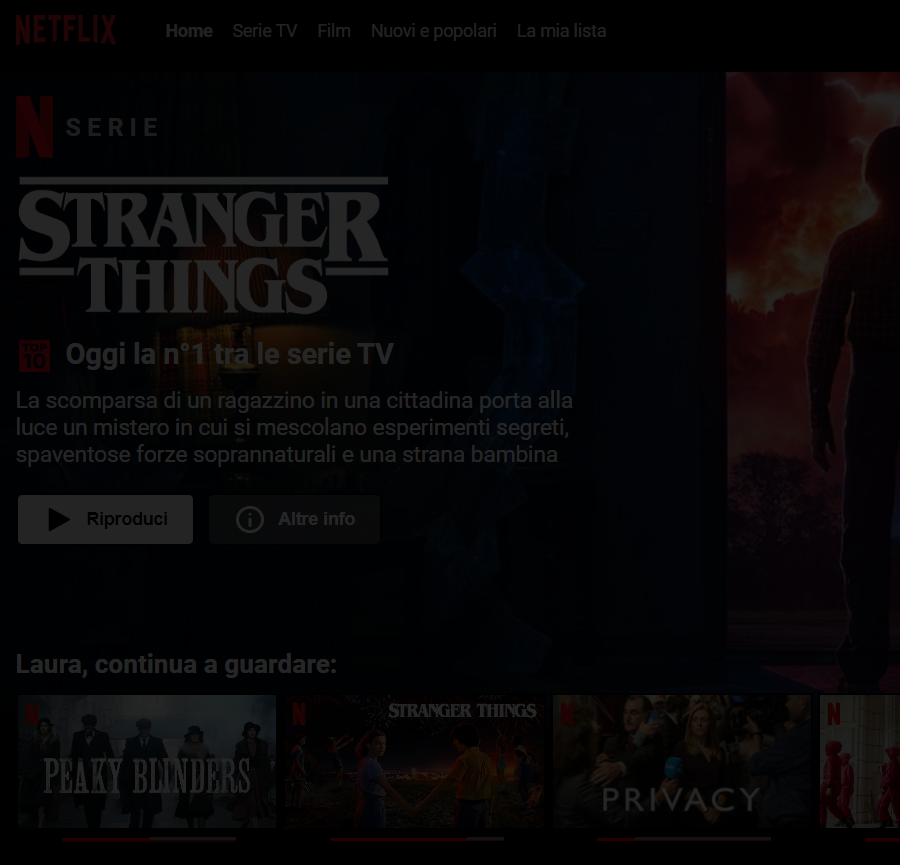 NETFLIX
Home Serie TV Film Nuovi e popolari La mia lista
N SERIE
STRANGER
THINGS
TOP
10
Oggi la n°1 tra le serie TV
La scomparsa di un ragazzino in una cittadina porta alla
luce un mistero in cui si mescolano esperimenti segreti,
spaventose forze soprannaturali e una strana bambina
Riproduci
Altre info
Laura, continua a guardare:
N
PEAKY BLINDERS
N
STRANGER THINGS
N
PRIVACY
N